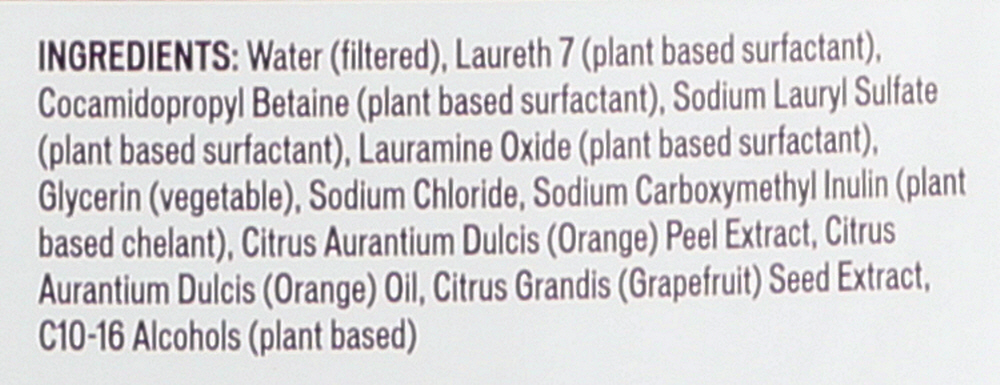 INGREDIENTS: Water (filtered), Laureth 7 (plant based surfactant),
Cocamidopropyl Betaine (plant based surfactant), Sodium Lauryl Sulfate
(plant based surfactant), Lauramine Oxide (plant based surfactant),
Glycerin (vegetable), Sodium Chloride, Sodium Carboxymethyl Inulin (plant
based chelant), Citrus Aurantium Dulcis (Orange) Peel Extract, Citrus
Aurantium Dulcis (Orange) Oil, Citrus Grandis (Grapefruit) Seed Extract,
C10-16 Alcohols (plant based)